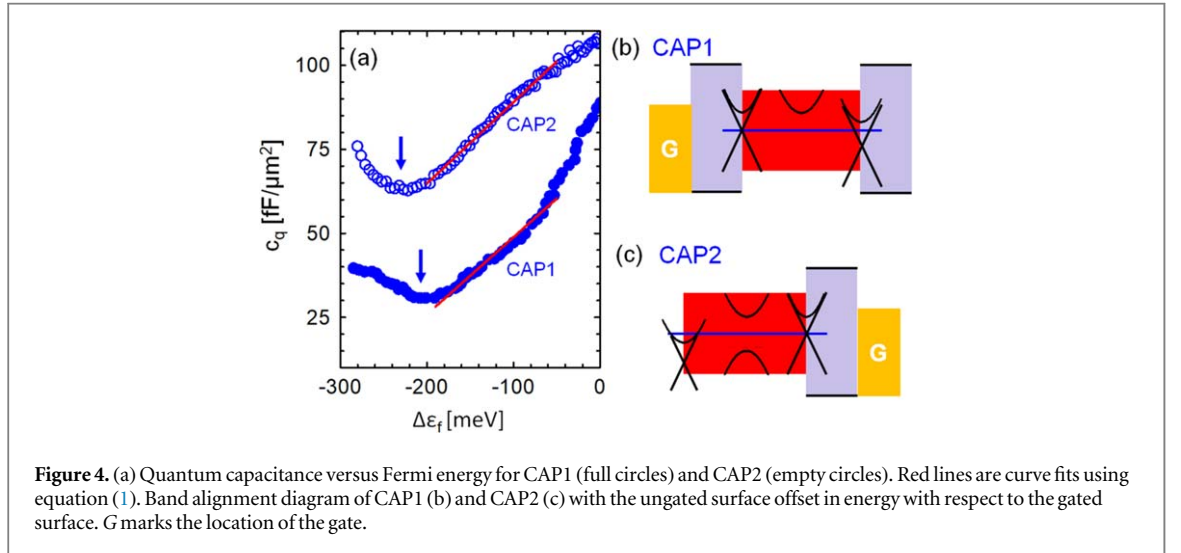 (a)
100
75
50
25
c_q [fF/μm²]
CAP2
CAP1
-300
-200
-100
0
Δε_f [meV]
(b) CAP1
G
(c) CAP2
G
Figure 4. (a) Quantum capacitance versus Fermi energy for CAP1 (full circles) and CAP2 (empty circles). Red lines are curve fits using
equation (1). Band alignment diagram of CAP1 (b) and CAP2 (c) with the ungated surface offset in energy with respect to the gated
surface. G marks the location of the gate.